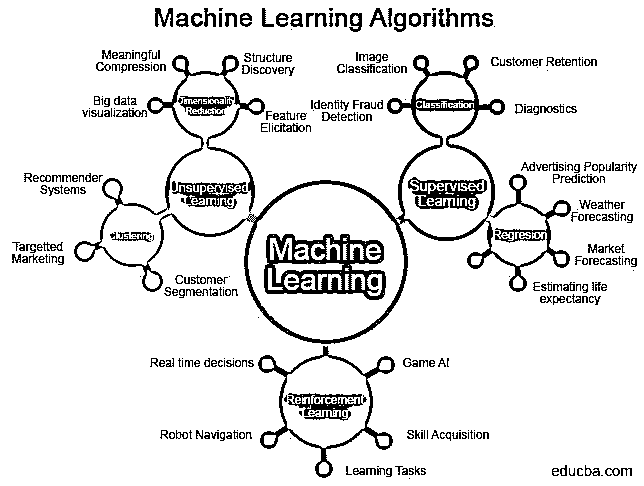 Machine Learning Algorithms
Meaningful
Compression
Structure
Discovery
Big data
visualization
Dimensionally
Reduction
Feature
Elicitation
Image
Classification
Customer Retention
Identity Fraud
Detection
Classification
Diagnostics
Recommender
Systems
Unsupervised
Learning
Clustering
Targetted
Marketing
Customer
Segmentation
Machine
Learning
Supervised
Learning
Advertising Popularity
Prediction
Weather
Forecasting
Regresion
Market
Forecasting
Estimating life
expectancy
Real time decisions
Game AI
Reinforcement
Learning
Robot Navigation
Skill Acquisition
Learning Tasks
educba.com